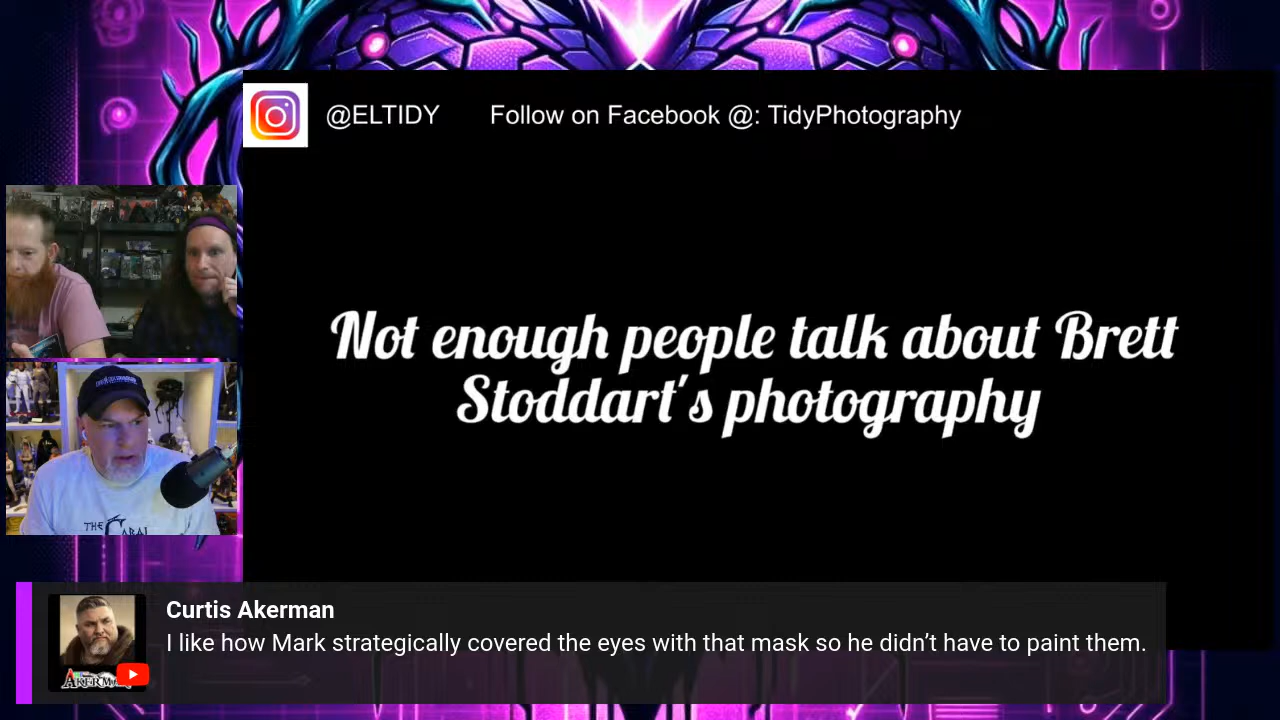 @ELTIDY Follow on Facebook @: TidyPhotography
Not enough people talk about Brett
Stoddart's photography
THE
Curtis Akerman
I like how Mark strategically covered the eyes with that mask so he didn’t have to paint them.